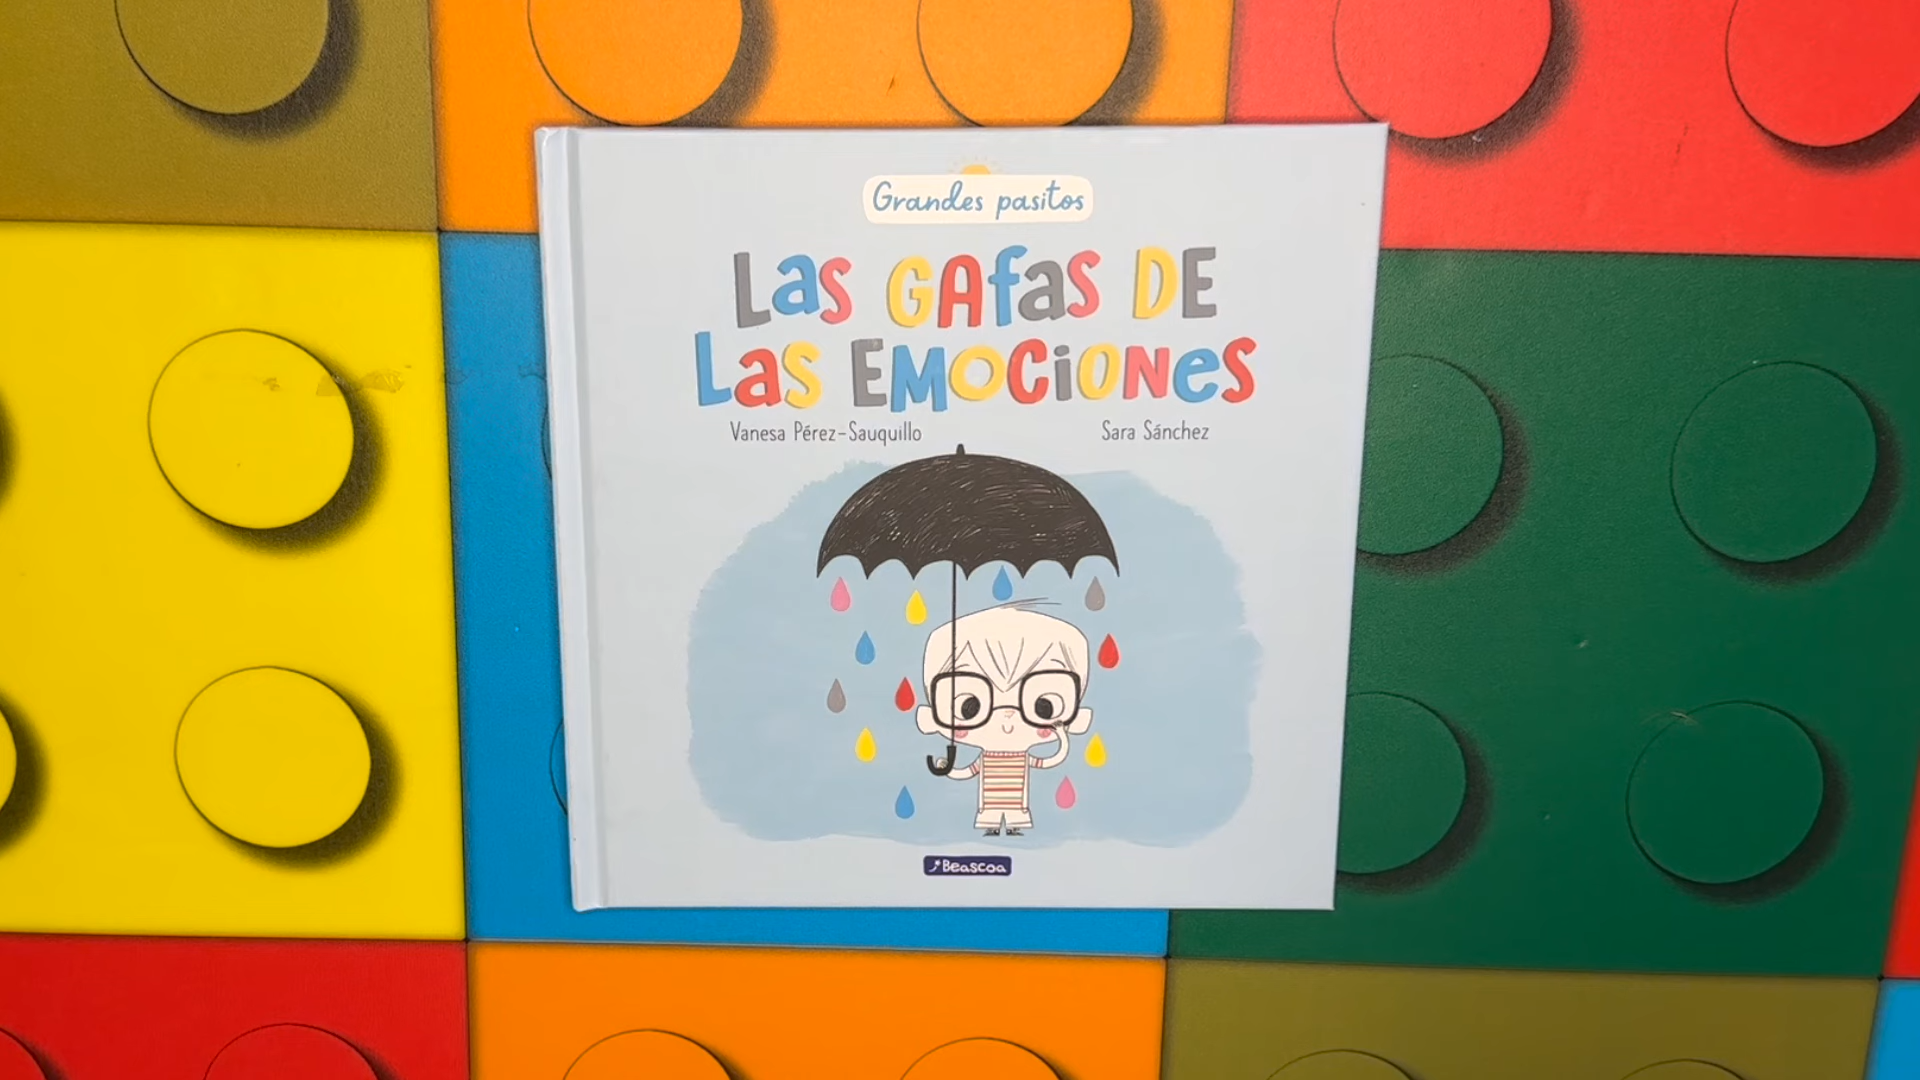 Grandes pasitos
Las GAfas DE
Las EMOCiONes
Vanesa Pérez-Sauquillo
Sara Sánchez
Beascoa